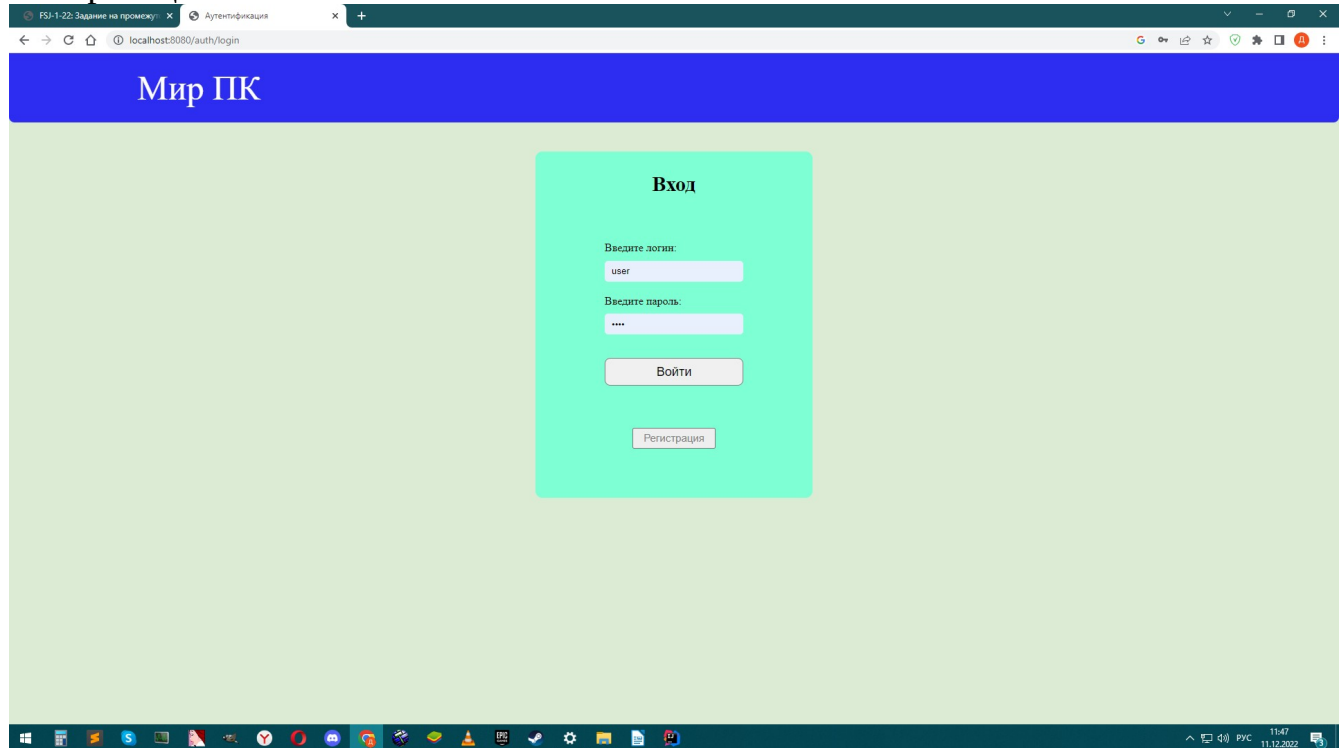 FSJ-1-22: Задание на промежут
Аутентификация
localhost:8080/auth/login
Мир ПК
Вход
Введите логин:
user
Введите пароль:
••••
Войти
Регистрация
РУС
11:47
11.12.2022